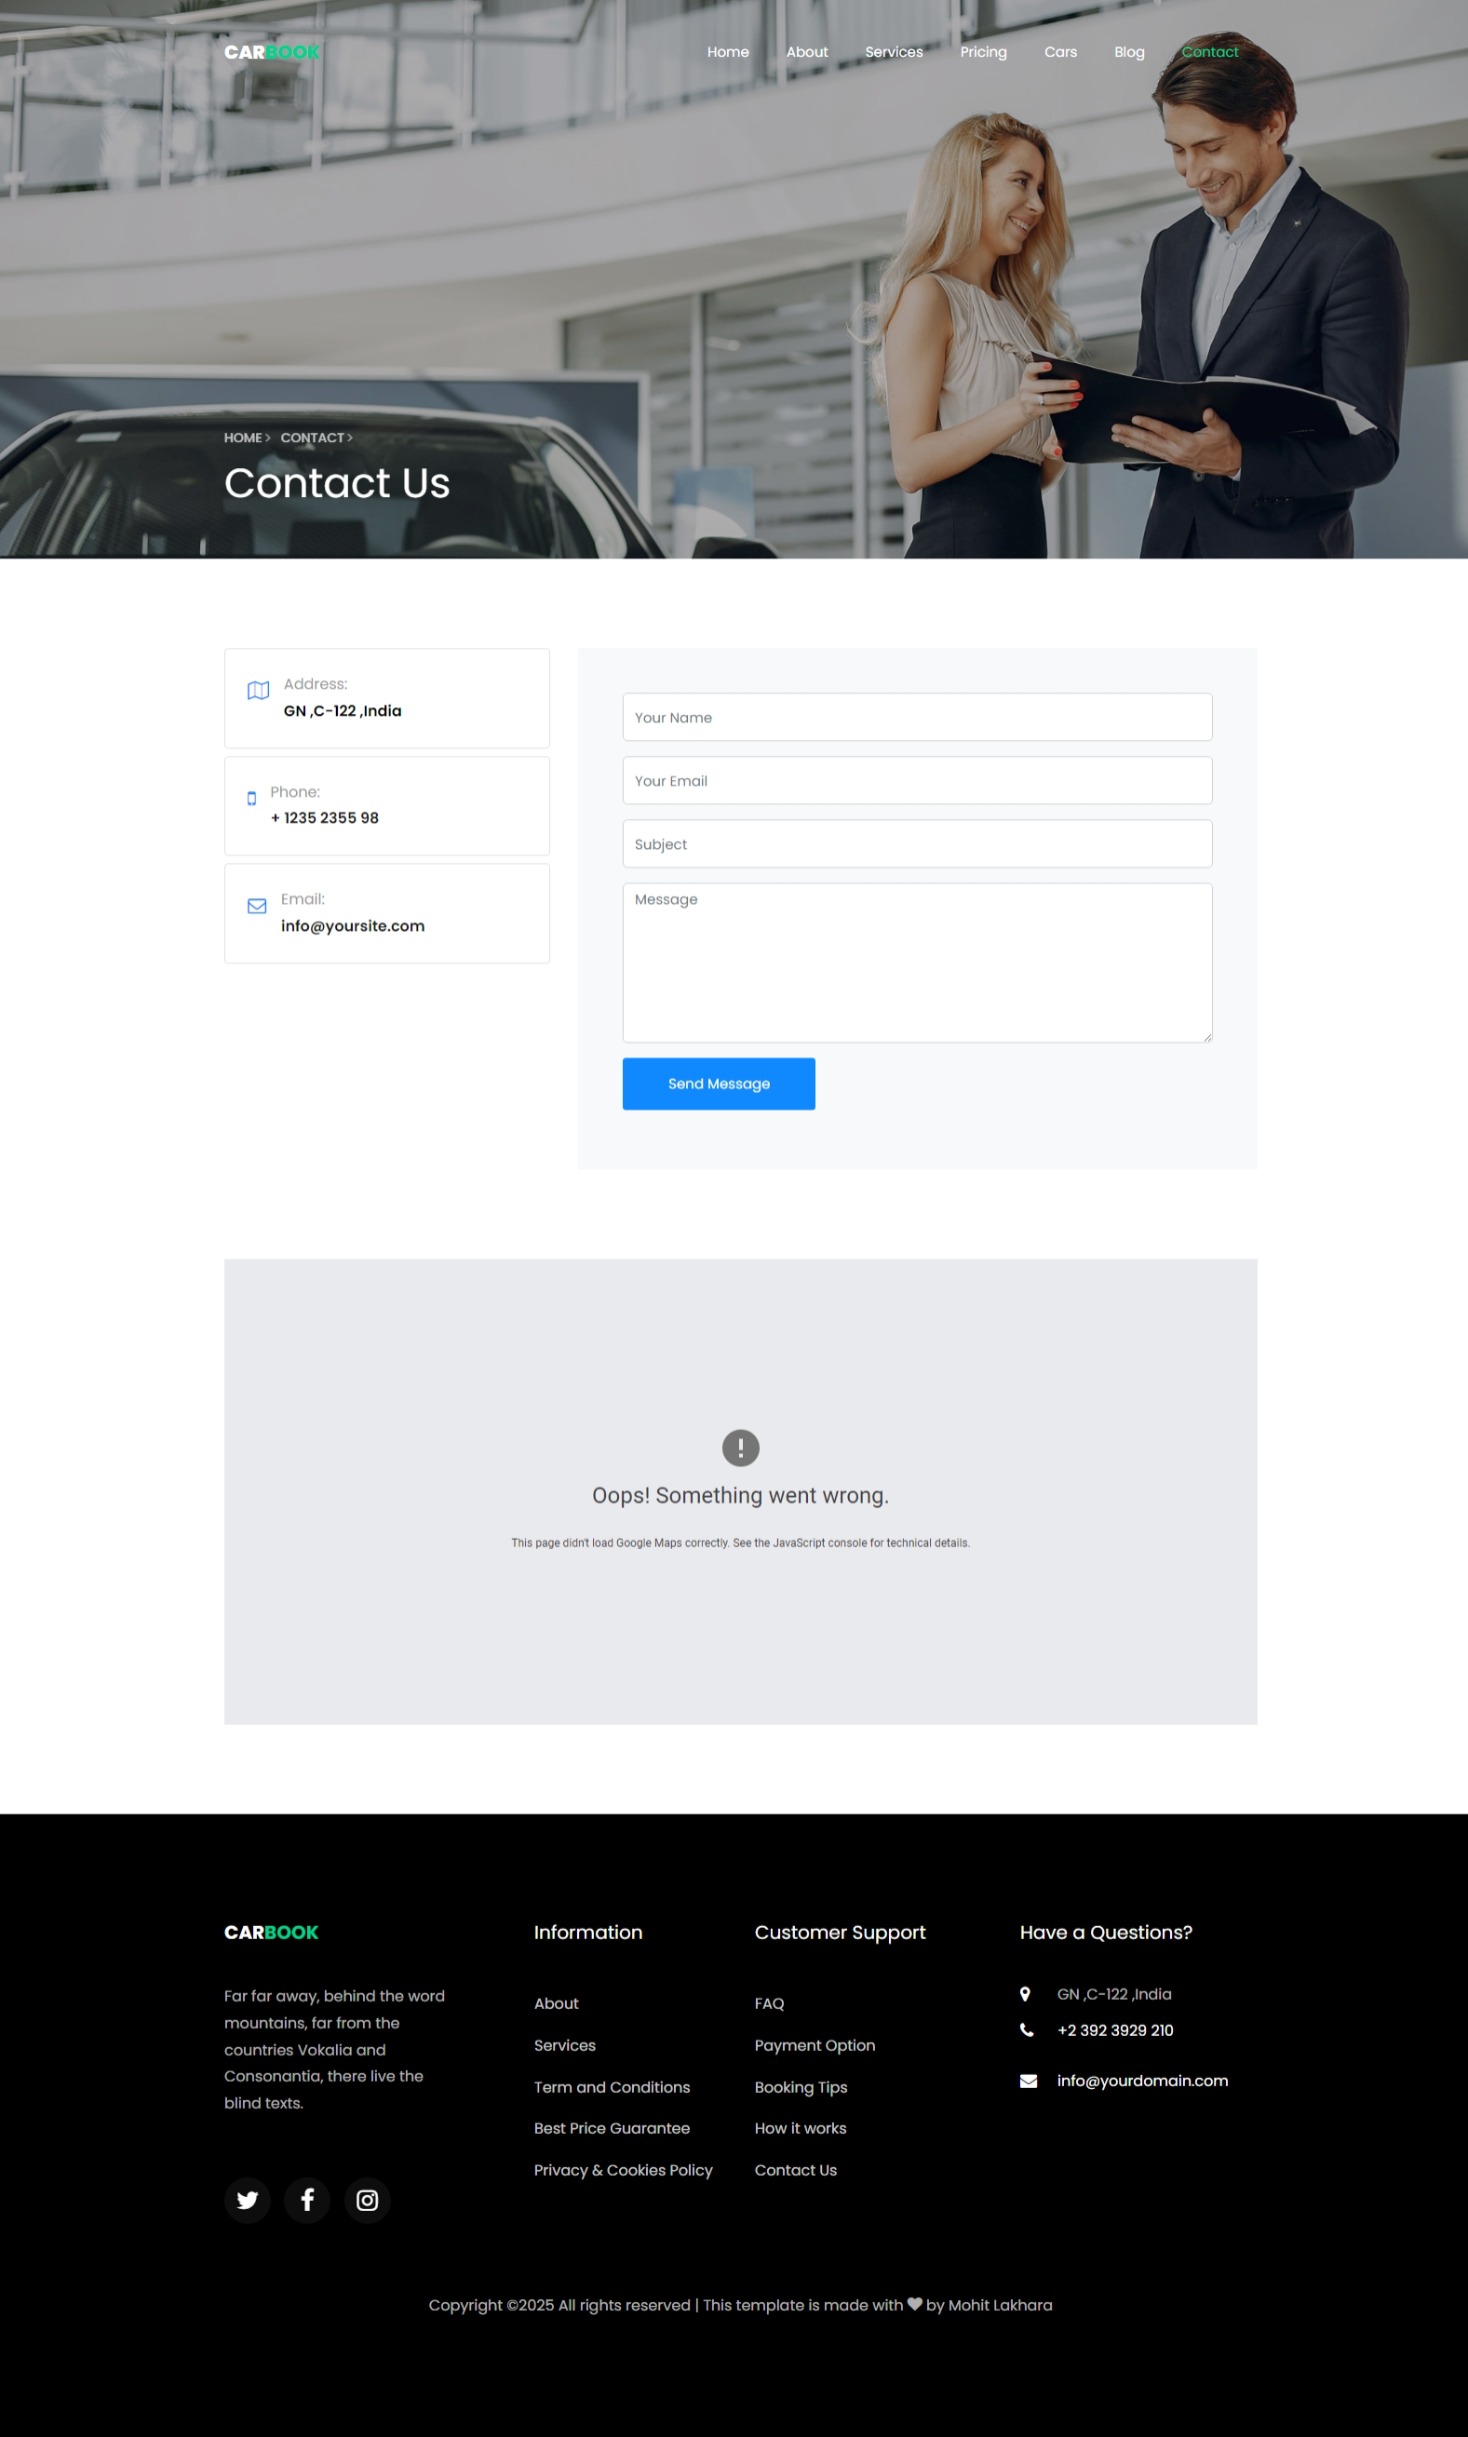 CARBOOK
Home About Services Pricing Cars Blog Contact
HOME > CONTACT >
Contact Us
Address:
GN ,C-122 ,India
Phone:
+ 1235 2355 98
Email:
info@yoursite.com
Your Name
Your Email
Subject
Message
Send Message
Oops! Something went wrong.
This page didn't load Google Maps correctly. See the JavaScript console for technical details.
CARBOOK
Far far away, behind the word
mountains, far from the
countries Vokalia and
Consonantia, there live the
blind texts.
Information
About
Services
Term and Conditions
Best Price Guarantee
Privacy & Cookies Policy
Customer Support
FAQ
Payment Option
Booking Tips
How it works
Contact Us
Have a Questions?
GN ,C-122 ,India
+2 392 3929 210
info@yourdomain.com
Copyright ©2025 All rights reserved | This template is made with ♥ by Mohit Lakhara